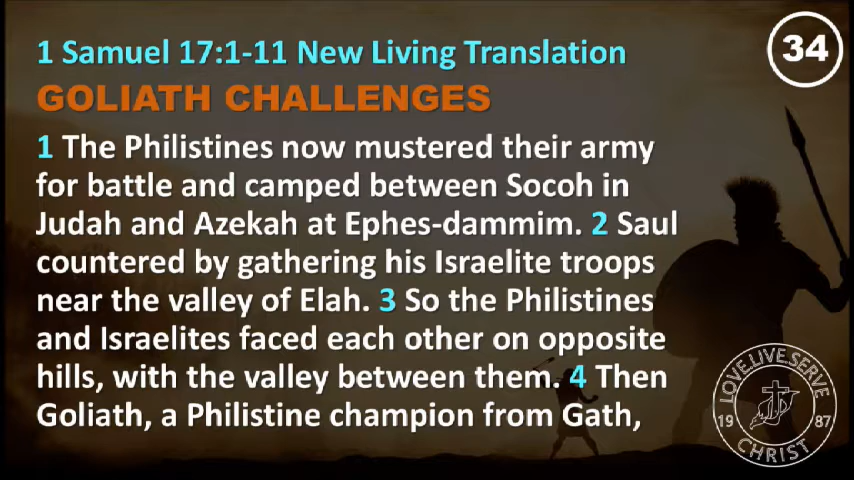 1 Samuel 17:1-11 New Living Translation
34
GOLIATH CHALLENGES
1 The Philistines now mustered their army
for battle and camped between Socoh in
Judah and Azekah at Ephes-dammim. 2 Saul
countered by gathering his Israelite troops
near the valley of Elah. 3 So the Philistines
and Israelites faced each other on opposite
hills, with the valley between them. 4 Then
Goliath, a Philistine champion from Gath,
LOVE.LIVE.SERVE
19 87
CHRIST